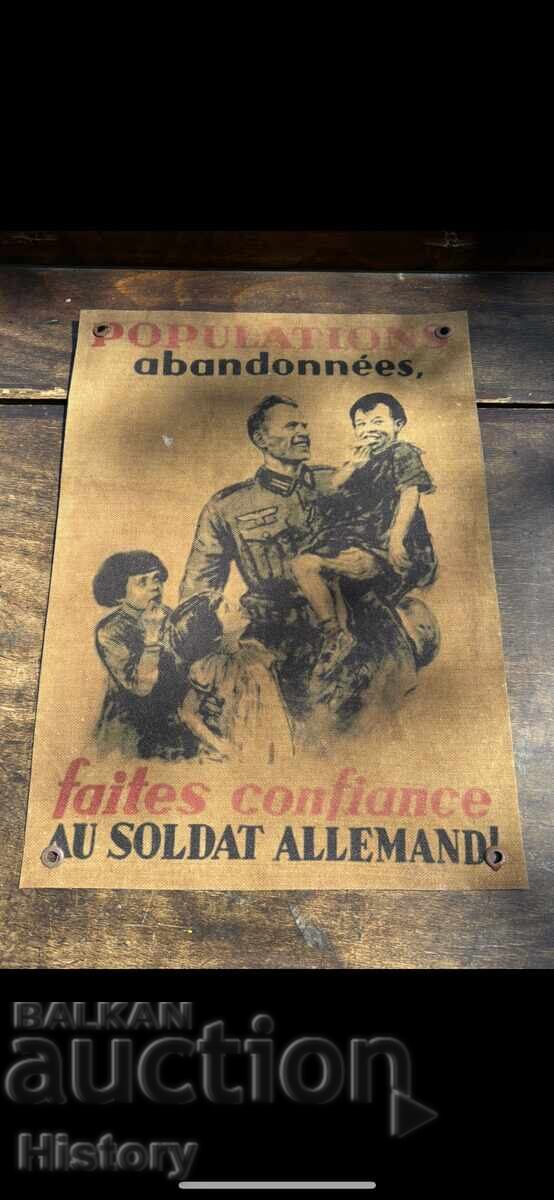 POPULATIONS
abandonnées,
faites confiance
AU SOLDAT ALLEMAND!
BALKAN
auction
History